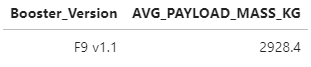 Booster_Version AVG_PAYLOAD_MASS_KG
F9 v1.1 2928.4